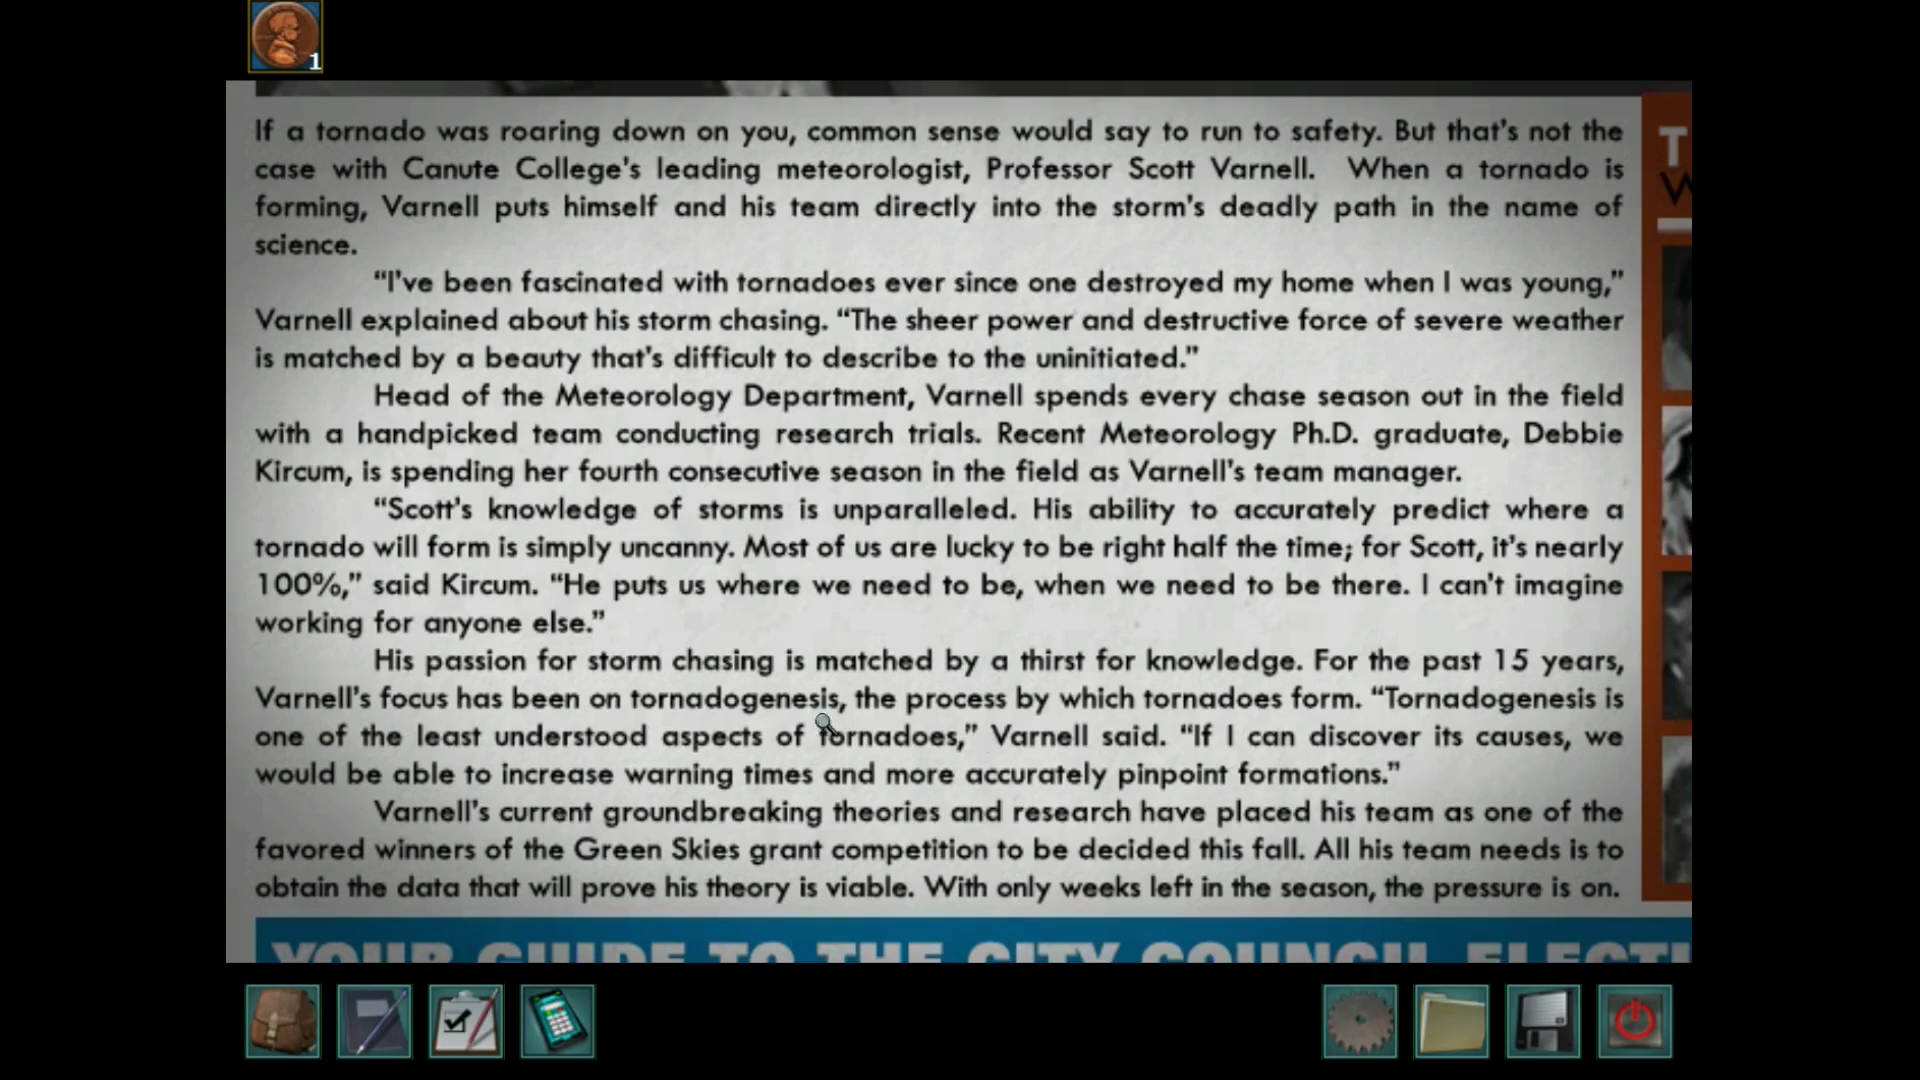 1
If a tornado was roaring down on you, common sense would say to run to safety. But that's not the
case with Canute College's leading meteorologist, Professor Scott Varnell.  When a tornado is
forming, Varnell puts himself and his team directly into the storm's deadly path in the name of
science.
“I've been fascinated with tornadoes ever since one destroyed my home when I was young,”
Varnell explained about his storm chasing. “The sheer power and destructive force of severe weather
is matched by a beauty that's difficult to describe to the uninitiated.”
Head of the Meteorology Department, Varnell spends every chase season out in the field
with a handpicked team conducting research trials. Recent Meteorology Ph.D. graduate, Debbie
Kircum, is spending her fourth consecutive season in the field as Varnell's team manager.
“Scott's knowledge of storms is unparalleled. His ability to accurately predict where a
tornado will form is simply uncanny. Most of us are lucky to be right half the time; for Scott, it's nearly
100%,” said Kircum. “He puts us where we need to be, when we need to be there. I can't imagine
working for anyone else.”
His passion for storm chasing is matched by a thirst for knowledge. For the past 15 years,
Varnell's focus has been on tornadogenesis, the process by which tornadoes form. “Tornadogenesis is
one of the least understood aspects of tornadoes,” Varnell said. “If I can discover its causes, we
would be able to increase warning times and more accurately pinpoint formations.”
Varnell's current groundbreaking theories and research have placed his team as one of the
favored winners of the Green Skies grant competition to be decided this fall. All his team needs is to
obtain the data that will prove his theory is viable. With only weeks left in the season, the pressure is on.
YOUR GUIDE TO THE CITY COUNCIL ELECTI
T
W